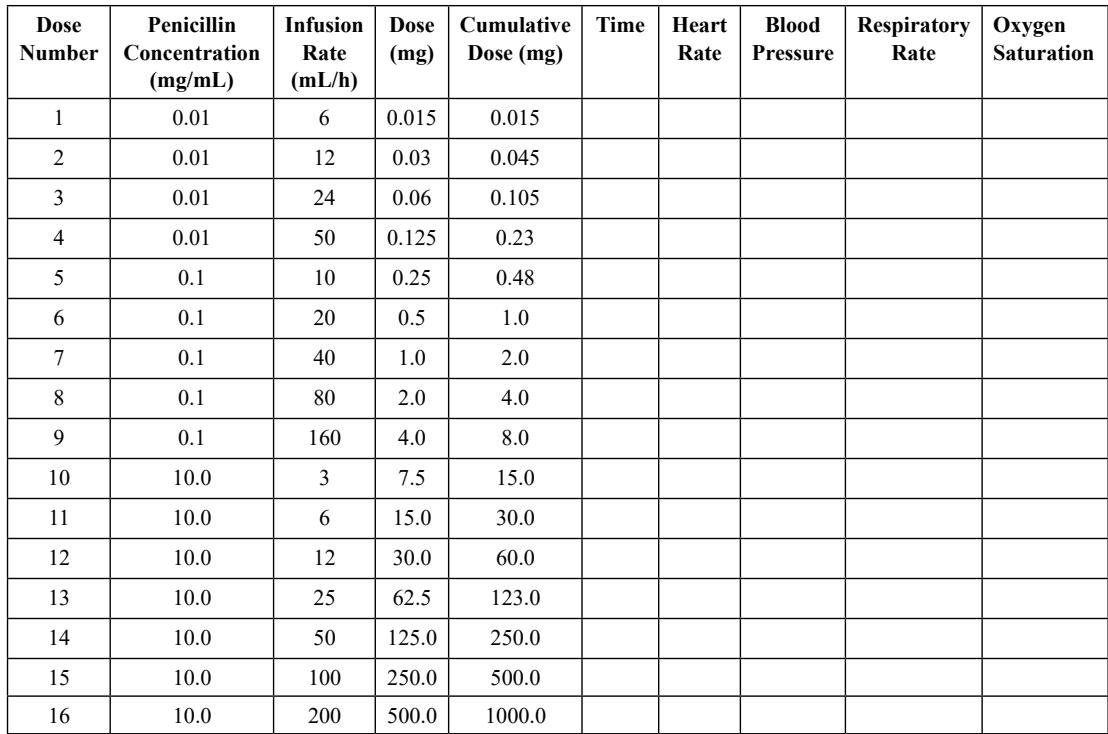 Dose Number Penicillin Concentration (mg/mL) Infusion Rate (mL/h) Dose (mg) Cumulative Dose (mg) Time Heart Rate Blood Pressure Respiratory Rate Oxygen Saturation
1 0.01 6 0.015 0.015
2 0.01 12 0.03 0.045
3 0.01 24 0.06 0.105
4 0.01 50 0.125 0.23
5 0.1 10 0.25 0.48
6 0.1 20 0.5 1.0
7 0.1 40 1.0 2.0
8 0.1 80 2.0 4.0
9 0.1 160 4.0 8.0
10 10.0 3 7.5 15.0
11 10.0 6 15.0 30.0
12 10.0 12 30.0 60.0
13 10.0 25 62.5 123.0
14 10.0 50 125.0 250.0
15 10.0 100 250.0 500.0
16 10.0 200 500.0 1000.0